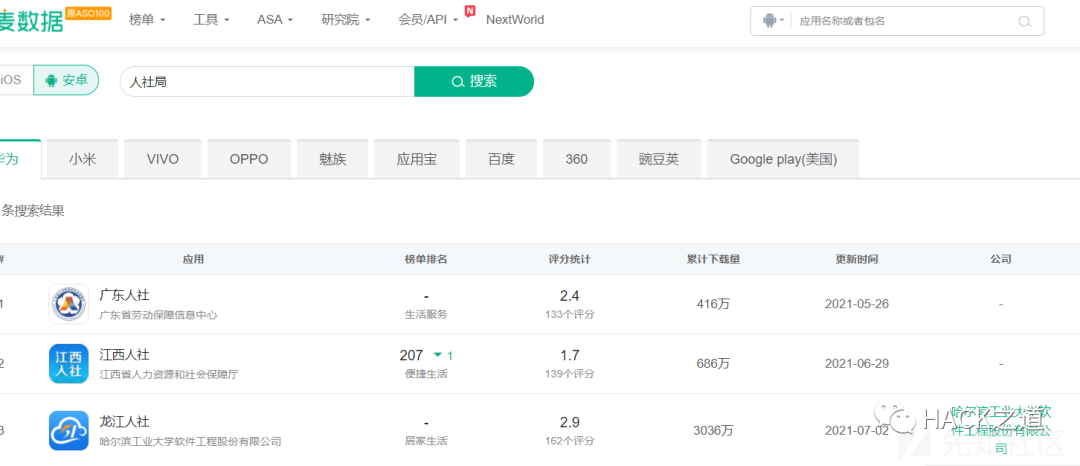 麦数据 原ASO100 榜单 工具 ASA 研究院 会员/API N NextWorld 应用名称或者包名
iOS 安卓 人社局 搜索
华为 小米 VIVO OPPO 魅族 应用宝 百度 360 豌豆荚 Google play(美国)
条搜索结果
# 应用 榜单排名 评分统计 累计下载量 更新时间 公司
1 广东人社 - 2.4 416万 2021-05-26 -
广东省劳动保障信息中心 生活服务 133个评分
2 江西人社 江西人社 207 1 1.7 686万 2021-06-29 -
江西省人力资源和社会保障厅 便捷生活 139个评分
3 龙江人社 - 2.9 3036万 2021-07-02 哈尔滨工业大学软件工程股份有限公司
哈尔滨工业大学软件工程股份有限公司 居家生活 162个评分
HACK之道
先知社区